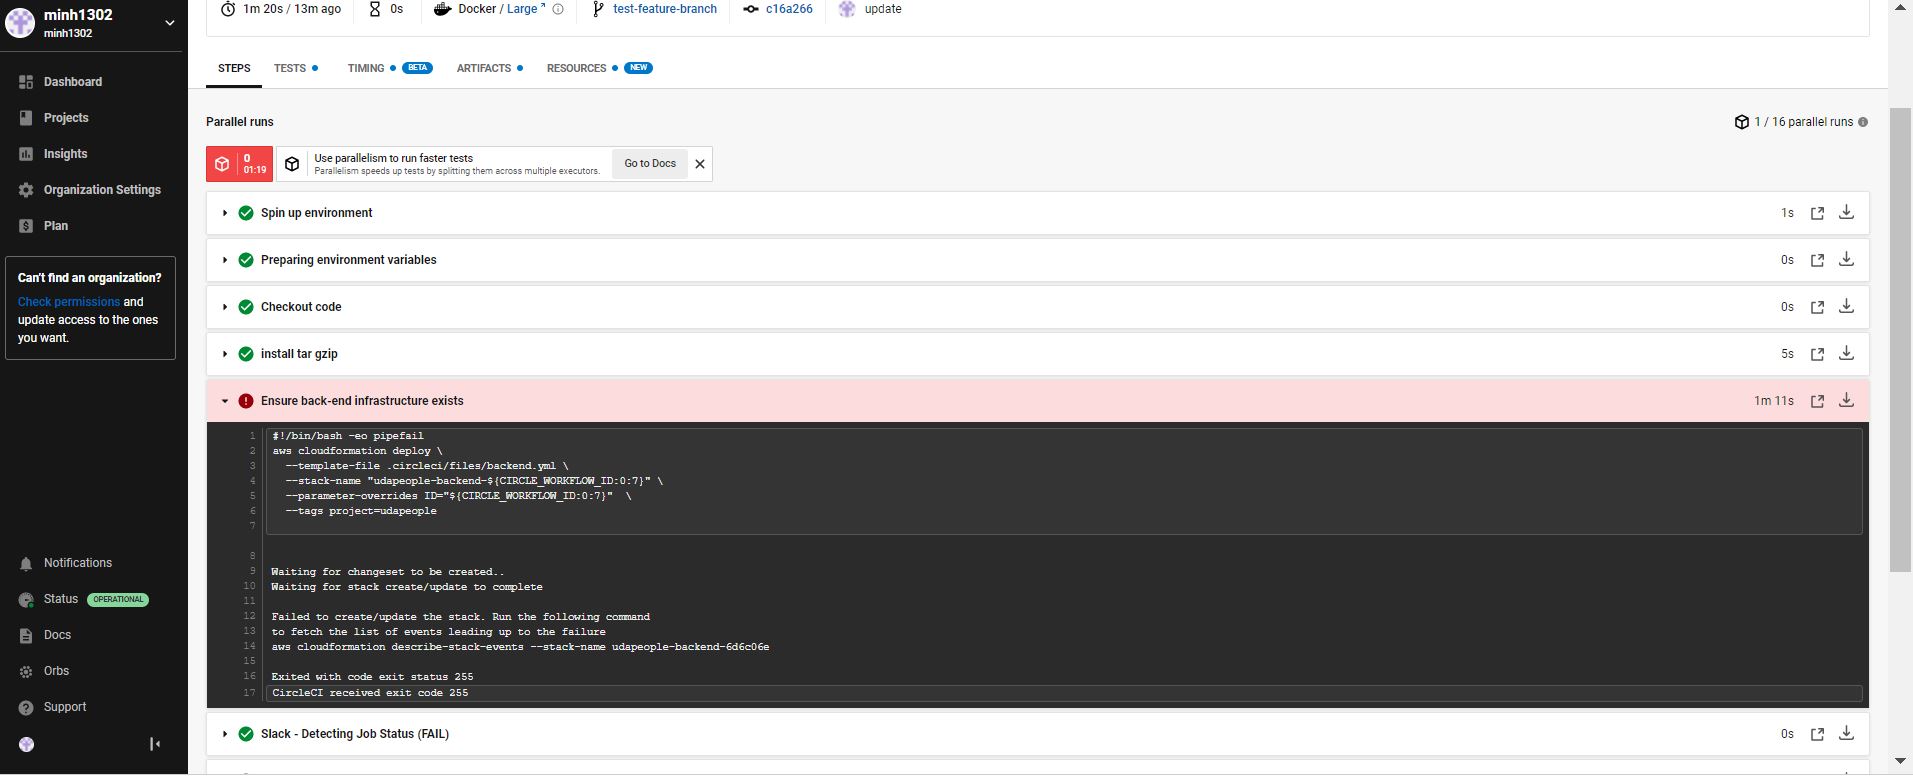 minh1302
minh1302
Dashboard
Projects
Insights
Organization Settings
Plan
Can't find an organization?
Check permissions and
update access to the ones
you want.
Notifications
Status OPERATIONAL
Docs
Orbs
Support
1m 20s / 13m ago
0s
Docker / Large
test-feature-branch
c16a266
update
STEPS
TESTS
TIMING BETA
ARTIFACTS
RESOURCES NEW
Parallel runs
1 / 16 parallel runs
0
01:19
Use parallelism to run faster tests
Parallelism speeds up tests by splitting them across multiple executors.
Go to Docs
Spin up environment 1s
Preparing environment variables 0s
Checkout code 0s
install tar gzip 5s
Ensure back-end infrastructure exists 1m 11s
1 #!/bin/bash -eo pipefail
2 aws cloudformation deploy \
3 --template-file .circleci/files/backend.yml \
4 --stack-name "udapeople-backend-${CIRCLE_WORKFLOW_ID:0:7}" \
5 --parameter-overrides ID="${CIRCLE_WORKFLOW_ID:0:7}"  \
6 --tags project=udapeople
7
8
9 Waiting for changeset to be created..
10 Waiting for stack create/update to complete
11
12 Failed to create/update the stack. Run the following command
13 to fetch the list of events leading up to the failure
14 aws cloudformation describe-stack-events --stack-name udapeople-backend-6d6c06e
15
16 Exited with code exit status 255
17 CircleCI received exit code 255
Slack - Detecting Job Status (FAIL) 0s